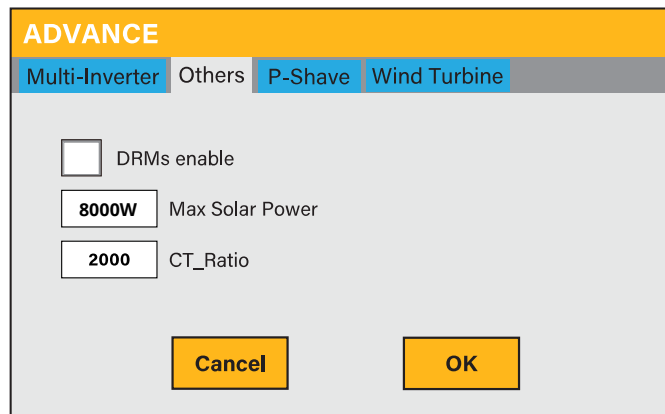 ADVANCE
Multi-Inverter Others P-Shave Wind Turbine
DRMs enable
8000W Max Solar Power
2000 CT_Ratio
Cancel OK